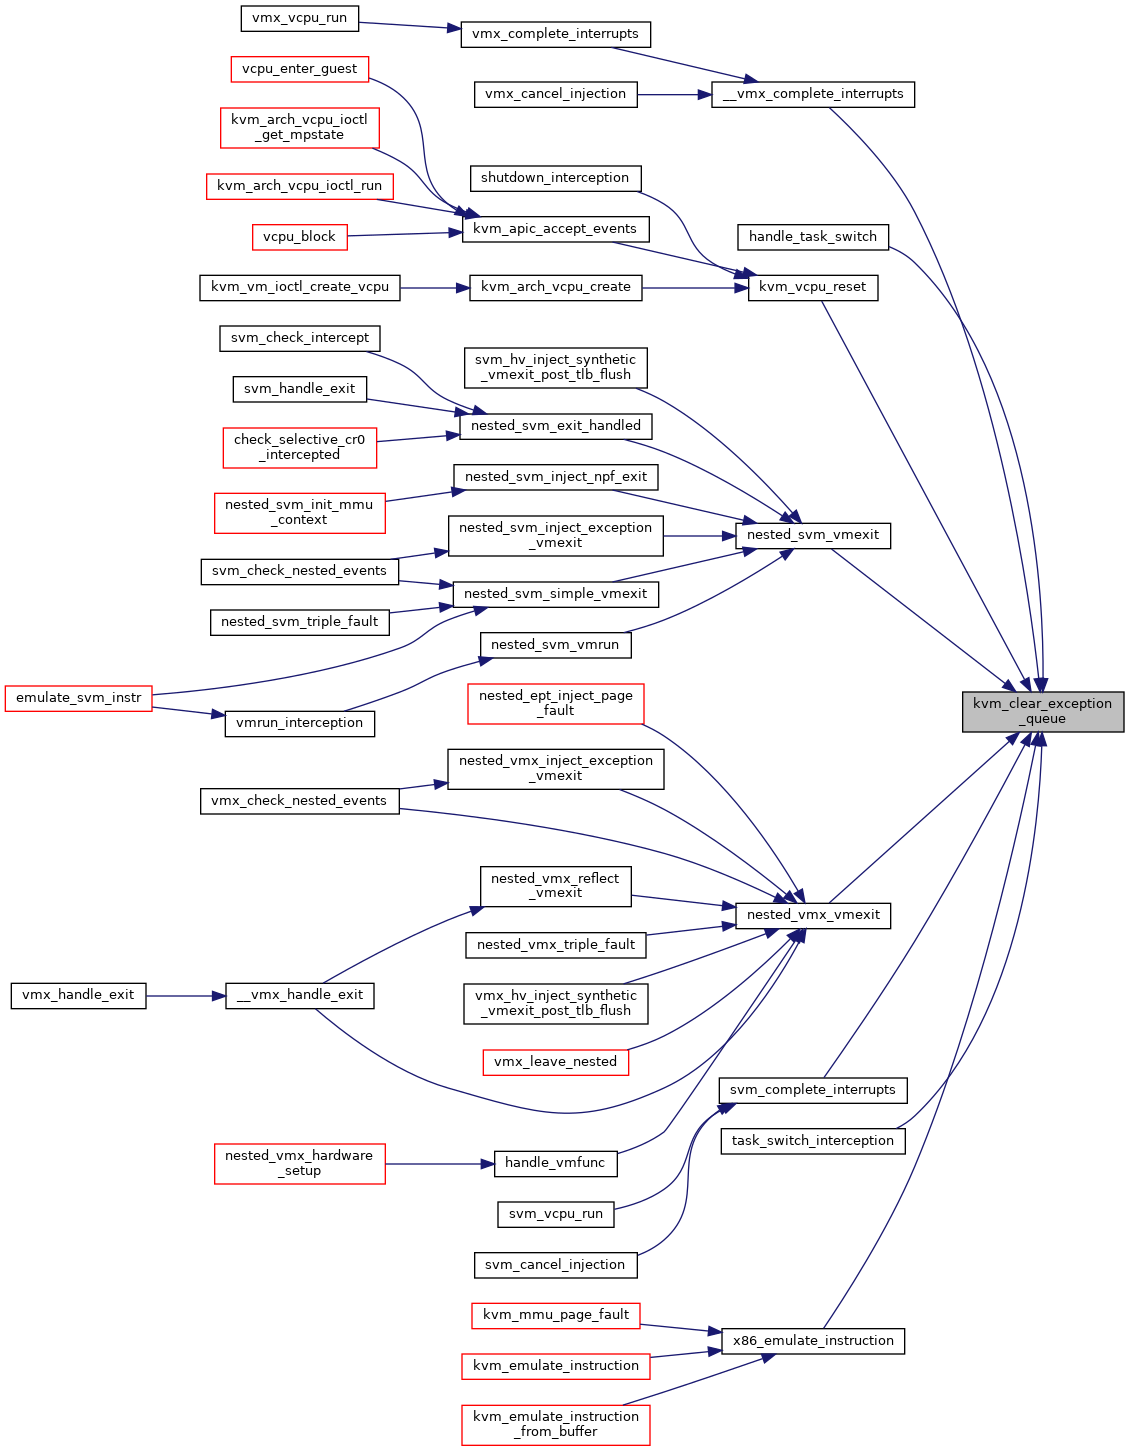 vmx_vcpu_run
vmx_complete_interrupts
vcpu_enter_guest
vmx_cancel_injection
__vmx_complete_interrupts
kvm_arch_vcpu_ioctl
_get_mpstate
shutdown_interception
kvm_arch_vcpu_ioctl_run
kvm_apic_accept_events
vcpu_block
handle_task_switch
kvm_vm_ioctl_create_vcpu
kvm_arch_vcpu_create
kvm_vcpu_reset
svm_check_intercept
svm_hv_inject_synthetic
_vmexit_post_tlb_flush
svm_handle_exit
nested_svm_exit_handled
check_selective_cr0
_intercepted
nested_svm_inject_npf_exit
nested_svm_init_mmu
_context
nested_svm_inject_exception
_vmexit
nested_svm_vmexit
svm_check_nested_events
nested_svm_simple_vmexit
nested_svm_triple_fault
nested_svm_vmrun
emulate_svm_instr
vmrun_interception
nested_ept_inject_page
_fault
kvm_clear_exception
_queue
nested_vmx_inject_exception
_vmexit
vmx_check_nested_events
nested_vmx_reflect
_vmexit
nested_vmx_vmexit
nested_vmx_triple_fault
vmx_handle_exit
__vmx_handle_exit
vmx_hv_inject_synthetic
_vmexit_post_tlb_flush
vmx_leave_nested
svm_complete_interrupts
task_switch_interception
nested_vmx_hardware
_setup
handle_vmfunc
svm_vcpu_run
svm_cancel_injection
kvm_mmu_page_fault
x86_emulate_instruction
kvm_emulate_instruction
kvm_emulate_instruction
_from_buffer